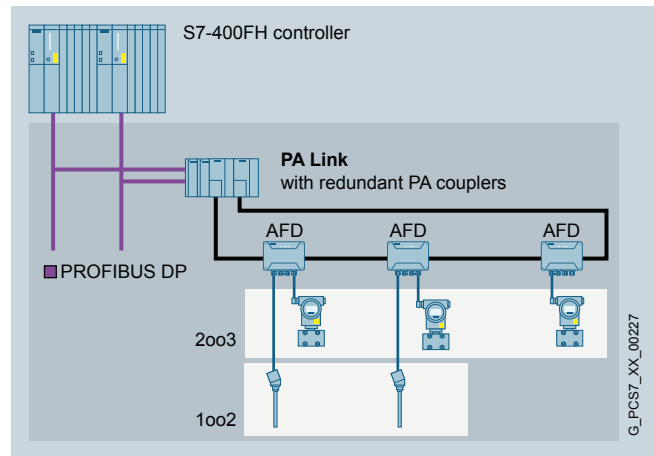 S7-400FH controller
PA Link
with redundant PA couplers
AFD AFD AFD
PROFIBUS DP
2oo3
1oo2
G_PCS7_XX_00227